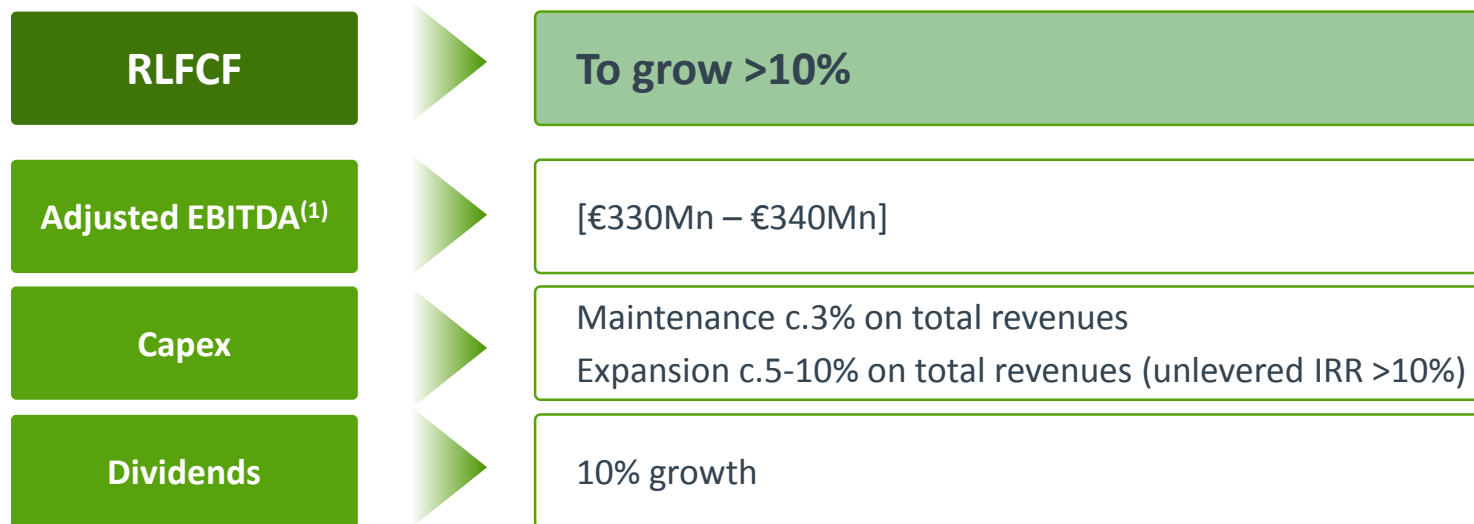 RLFCF
To grow >10%
Adjusted EBITDA(1)
[€330Mn – €340Mn]
Capex
Maintenance c.3% on total revenues
Expansion c.5-10% on total revenues (unlevered IRR >10%)
Dividends
10% growth